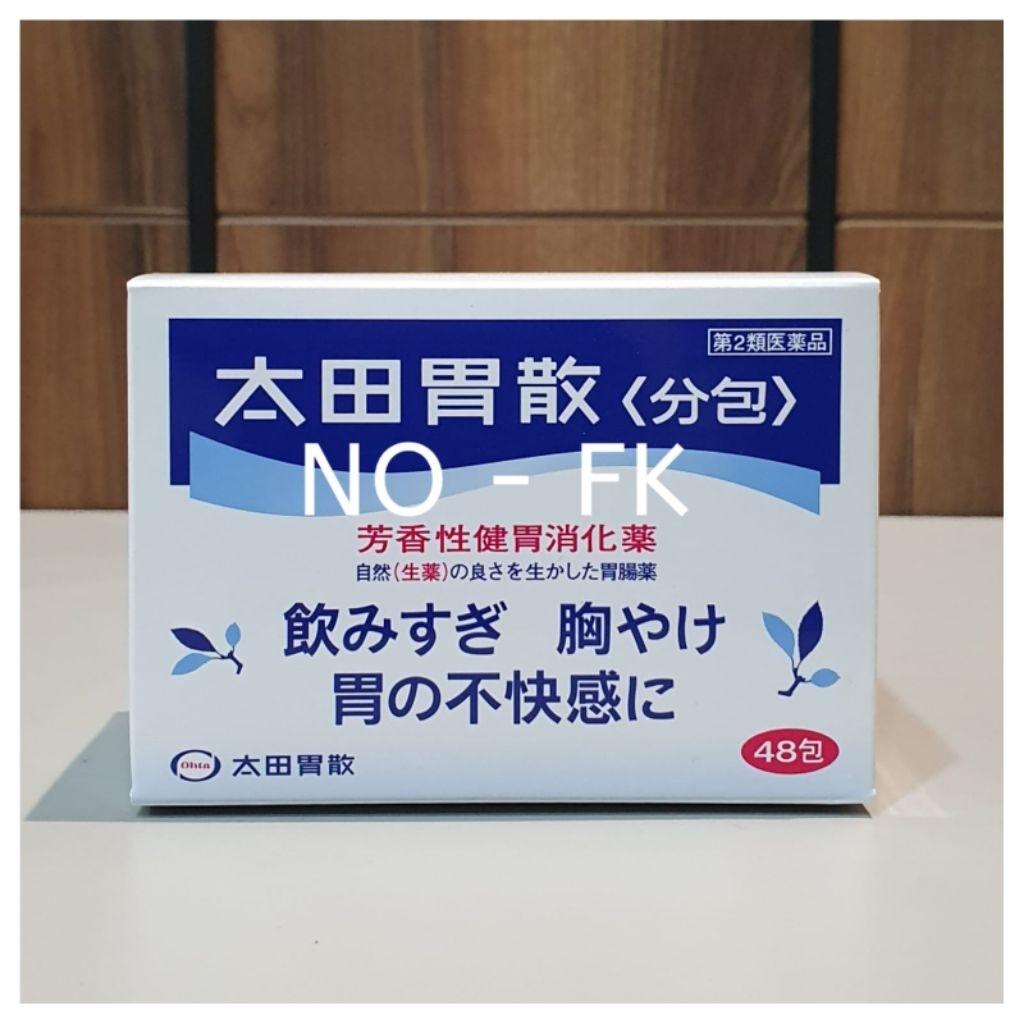 第2類医薬品
太田胃散〈分包〉
NO - FK
芳香性健胃消化薬
自然(生薬)の良さを生かした胃腸薬
飲みすぎ 胸やけ
胃の不快感に
48包
Ohta 太田胃散